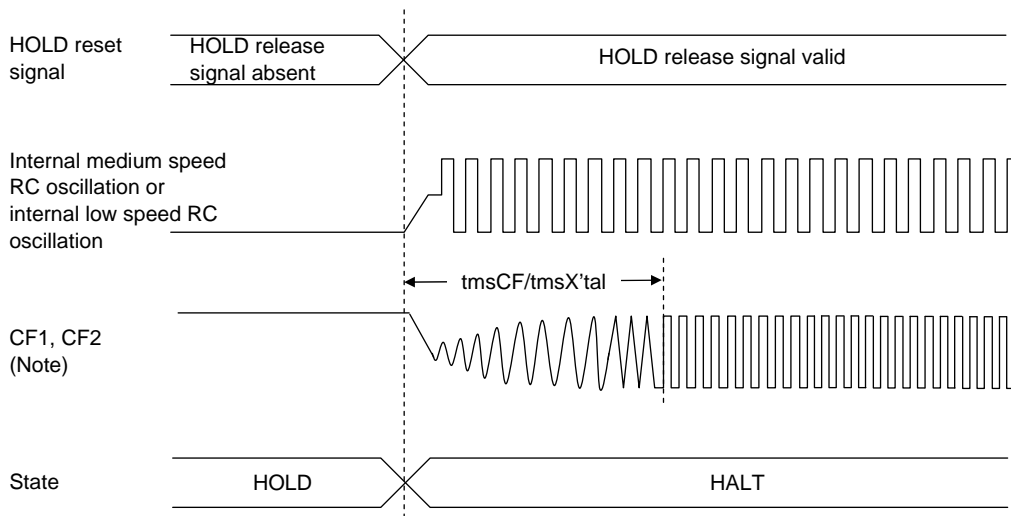 HOLD reset
signal
HOLD release
signal absent
HOLD release signal valid
Internal medium speed
RC oscillation or
internal low speed RC
oscillation
tmsCF/tmsX'tal
CF1, CF2
(Note)
State
HOLD
HALT